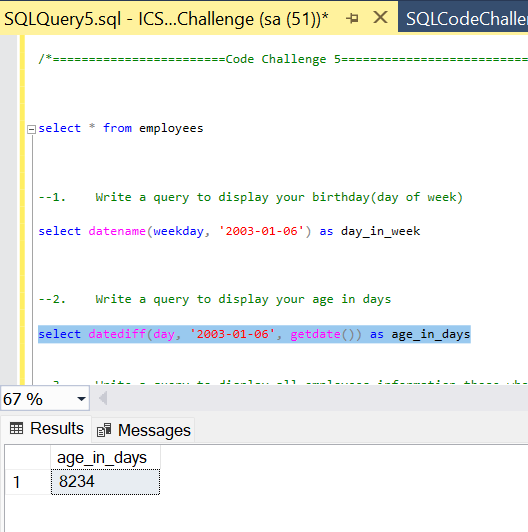 SQLQuery5.sql - ICS...Challenge (sa (51))* SQLCodeChaller
/*========================Code Challenge 5==========================
select * from employees
--1. Write a query to display your birthday(day of week)
select datename(weekday, '2003-01-06') as day_in_week
--2. Write a query to display your age in days
select datediff(day, '2003-01-06', getdate()) as age_in_days
67 %
Results Messages
age_in_days
1 8234